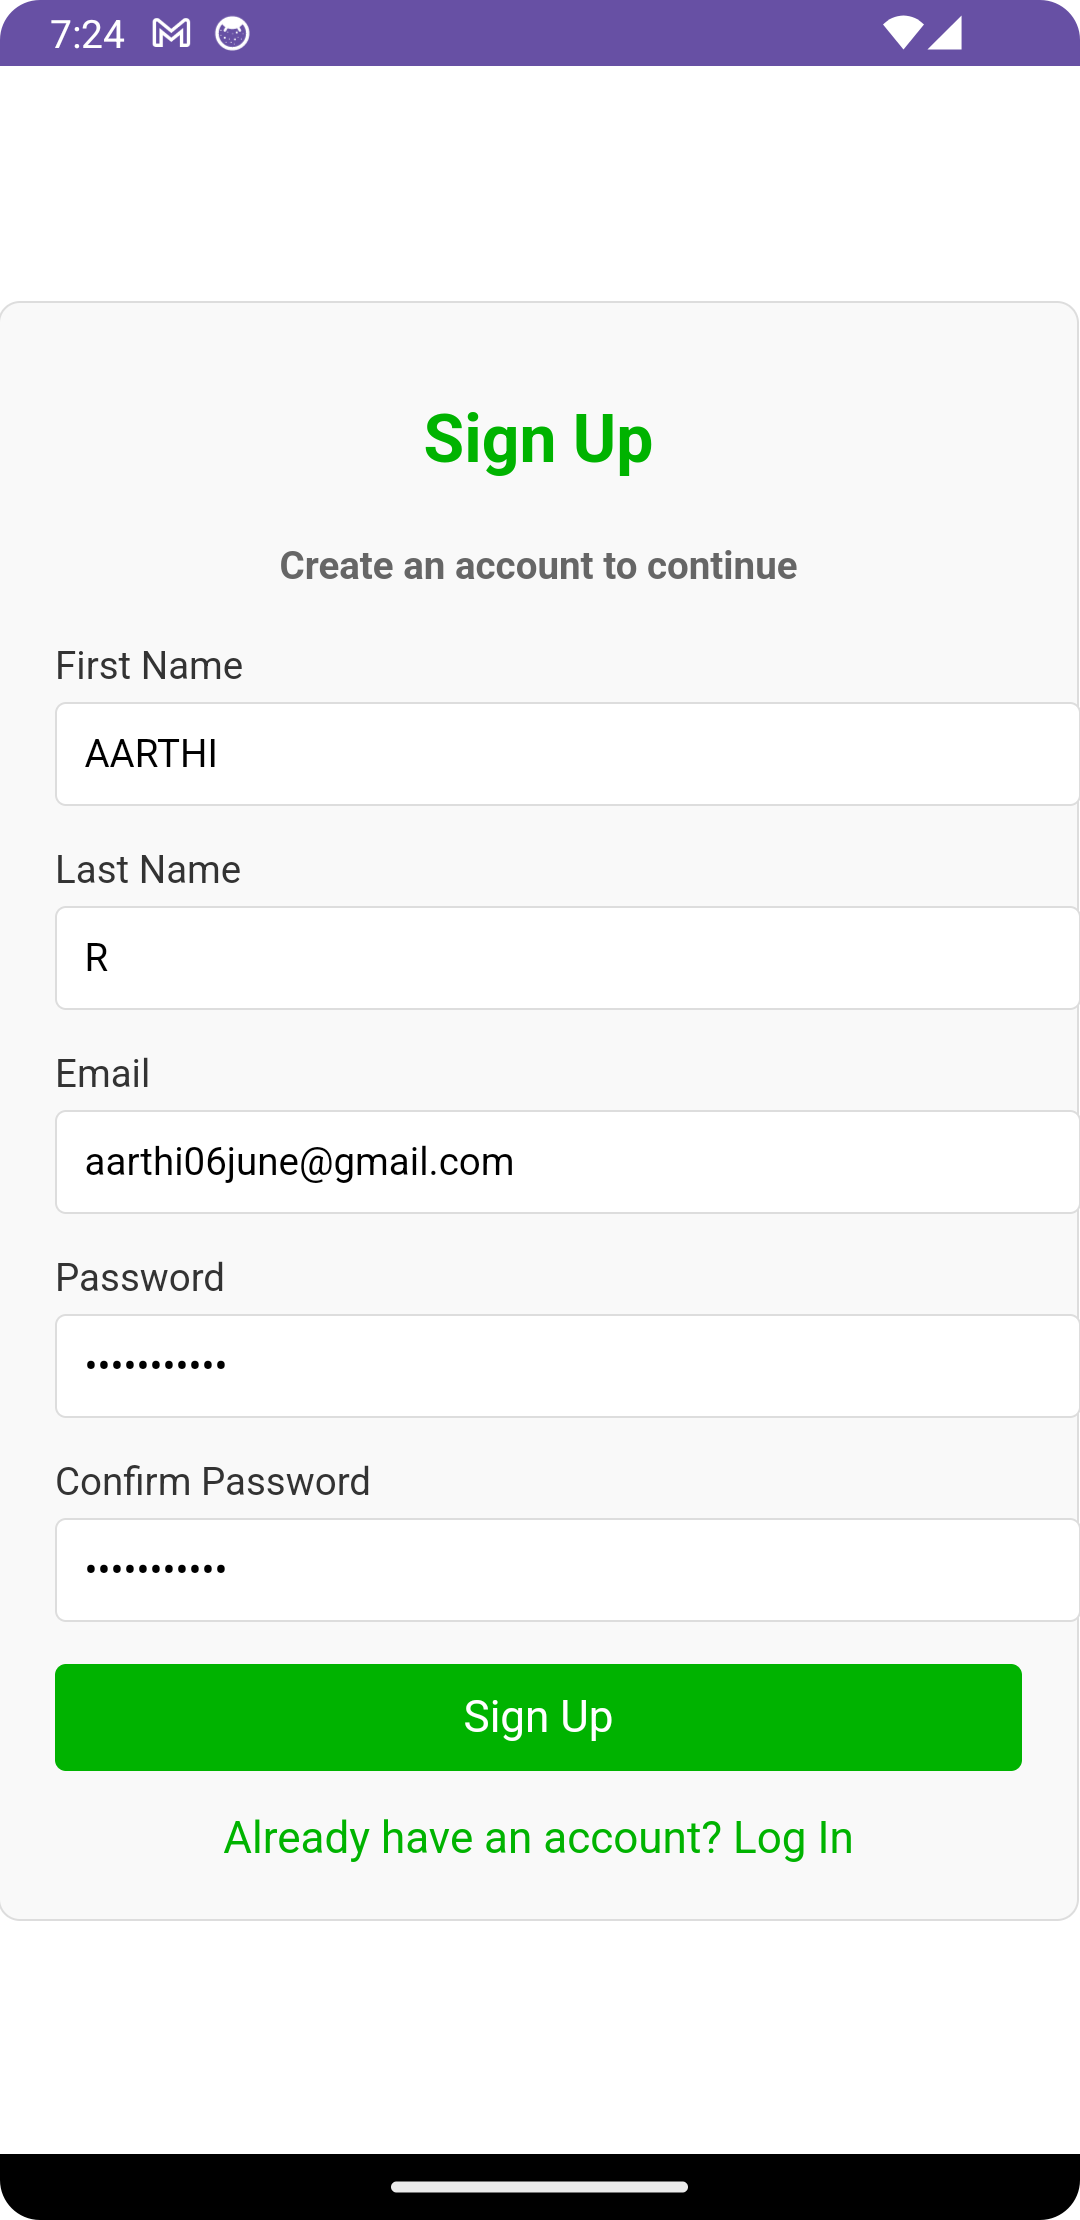 7:24
Sign Up
Create an account to continue
First Name
AARTHI
Last Name
R
Email
aarthi06june@gmail.com
Password
•••••••••••
Confirm Password
•••••••••••
Sign Up
Already have an account? Log In